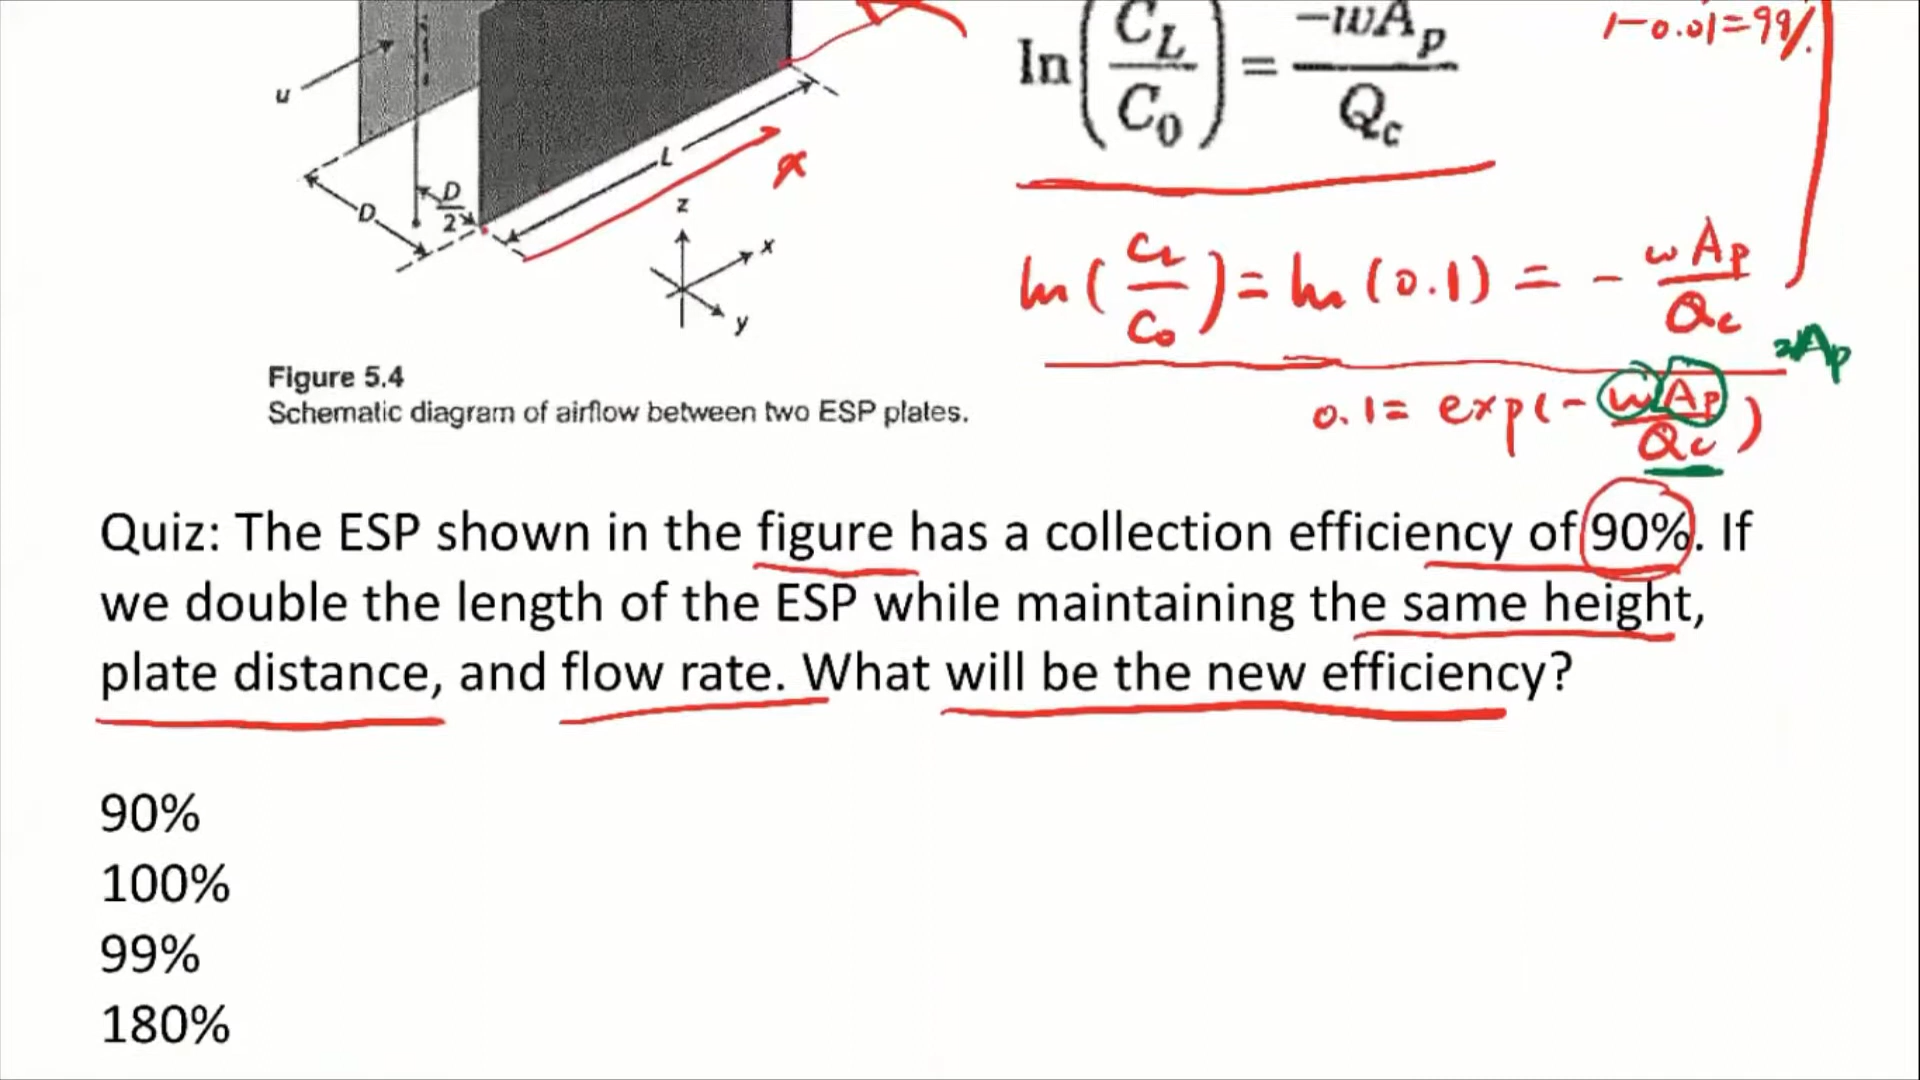 u
D
D
2
L
x
z
x
y
Figure 5.4
Schematic diagram of airflow between two ESP plates.
ln(C_L/C_0) = -wA_p/Q_c
1-0.01=99%
ln(C_L/C_0) = ln(0.1) = - wA_p/Q_c
2A_p
0.1= exp(- wA_p/Q_c)
Quiz: The ESP shown in the figure has a collection efficiency of 90%. If
we double the length of the ESP while maintaining the same height,
plate distance, and flow rate. What will be the new efficiency?
90%
100%
99%
180%